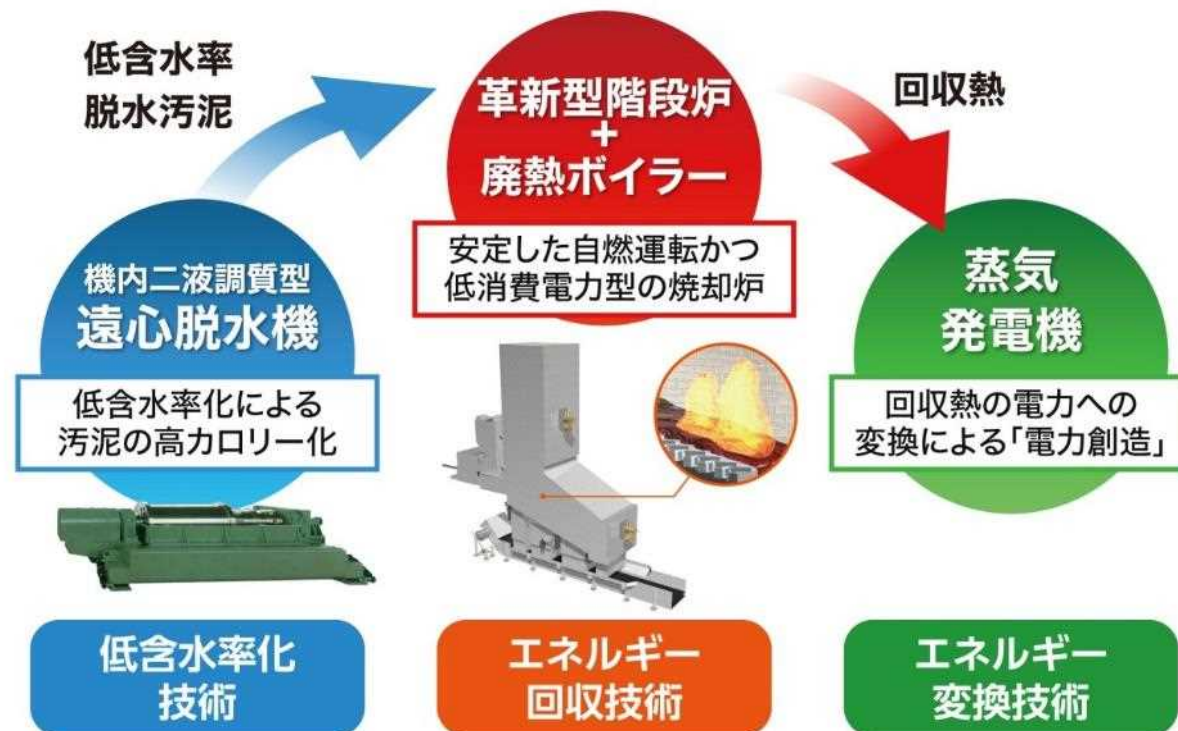 低含水率
脱水汚泥
革新型階段炉
+
廃熱ボイラー
回収熱
安定した自燃運転かつ
低消費電力型の焼却炉
機内二液調質型
遠心脱水機
低含水率化による
汚泥の高カロリー化
蒸気
発電機
回収熱の電力への
変換による「電力創造」
低含水率化
技術
エネルギー
回収技術
エネルギー
変換技術